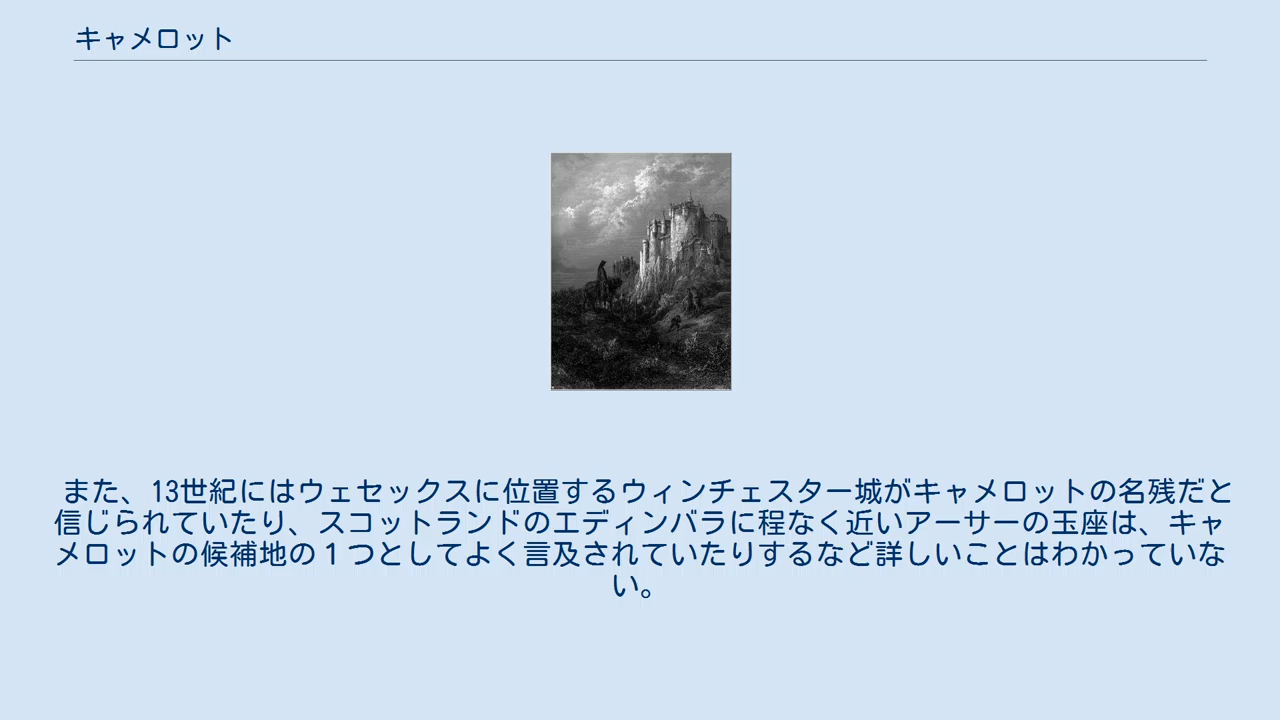 キャメロット
また、13世紀にはウェセックスに位置するウィンチェスター城がキャメロットの名残だと
信じられていたり、スコットランドのエディンバラに程なく近いアーサーの玉座は、キャ
メロットの候補地の１つとしてよく言及されていたりするなど詳しいことはわかっていな
い。